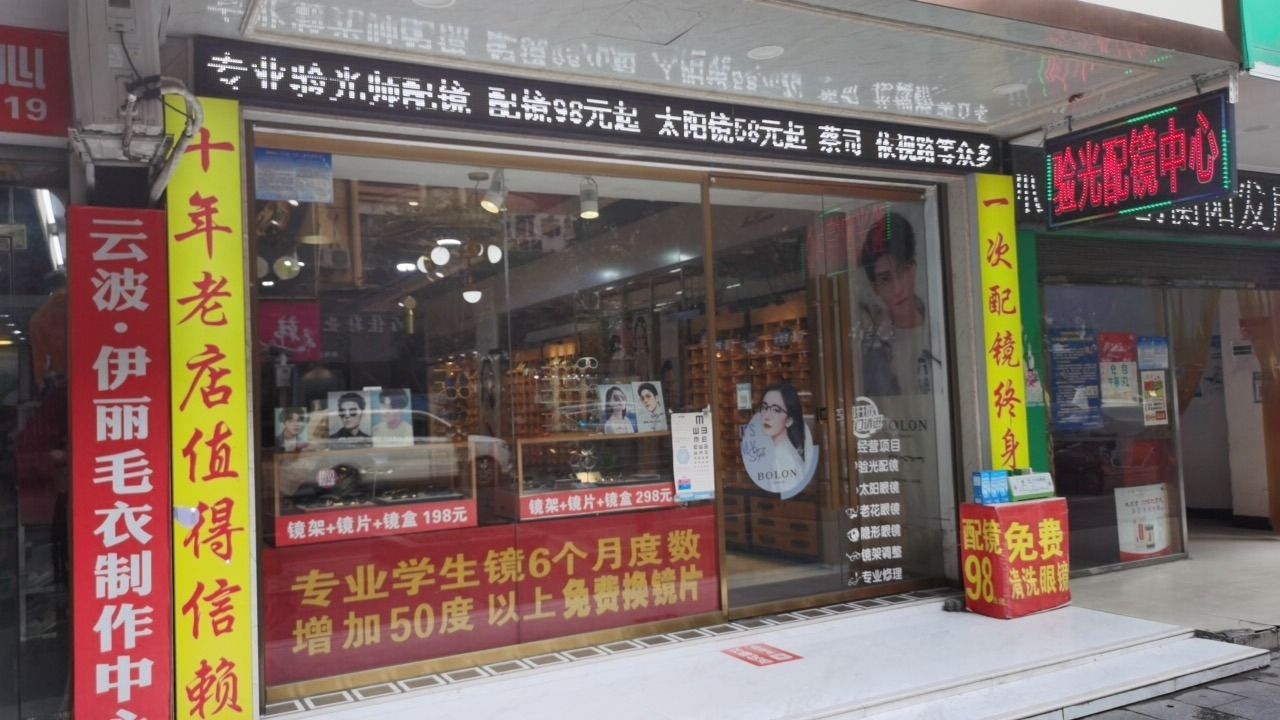 心
19
专业验光师配镜 配镜98元起 太阳镜68元起 蔡司 依视路等众多
验光配镜中心
十年老店值得信赖
云波·伊丽毛衣制作中心
一次配镜终身
镜架+镜片+镜盒 198元
镜架+镜片+镜盒 298元
专业学生镜6个月度数
增加50度以上免费换镜片
BOLON
BOLON
经营项目
验光配镜
太阳眼镜
老花眼镜
隐形眼镜
镜架调整
专业修理
配镜 免费
98 清洗眼镜